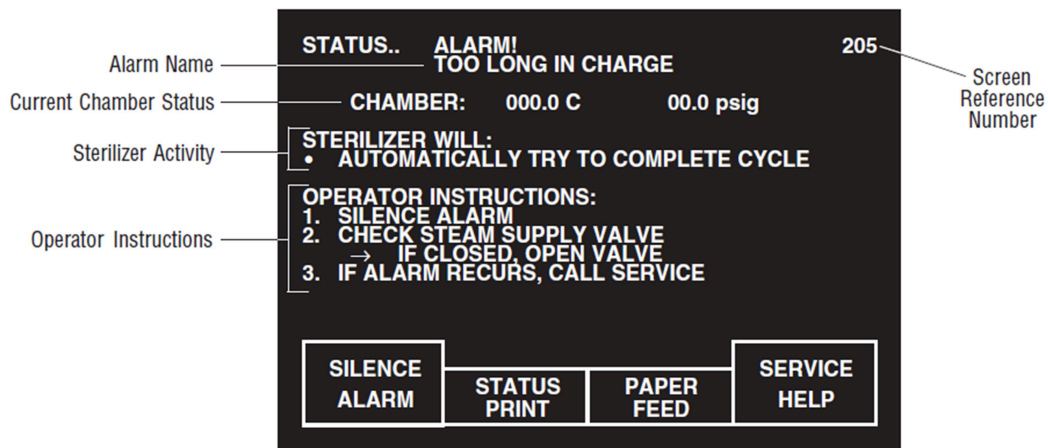 STATUS.. ALARM! 205
Alarm Name
TOO LONG IN CHARGE
Screen
Reference
Number
Current Chamber Status
CHAMBER: 000.0 C 00.0 psig
Sterilizer Activity
STERILIZER WILL:
• AUTOMATICALLY TRY TO COMPLETE CYCLE
Operator Instructions
OPERATOR INSTRUCTIONS:
1. SILENCE ALARM
2. CHECK STEAM SUPPLY VALVE
→ IF CLOSED, OPEN VALVE
3. IF ALARM RECURS, CALL SERVICE
SILENCE
ALARM
STATUS
PRINT
PAPER
FEED
SERVICE
HELP